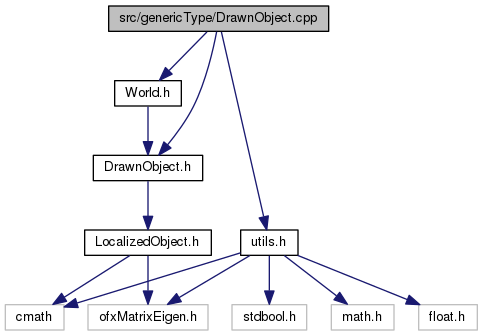 src/genericType/DrawnObject.cpp
World.h
DrawnObject.h
LocalizedObject.h
utils.h
cmath
ofxMatrixEigen.h
stdbool.h
math.h
float.h